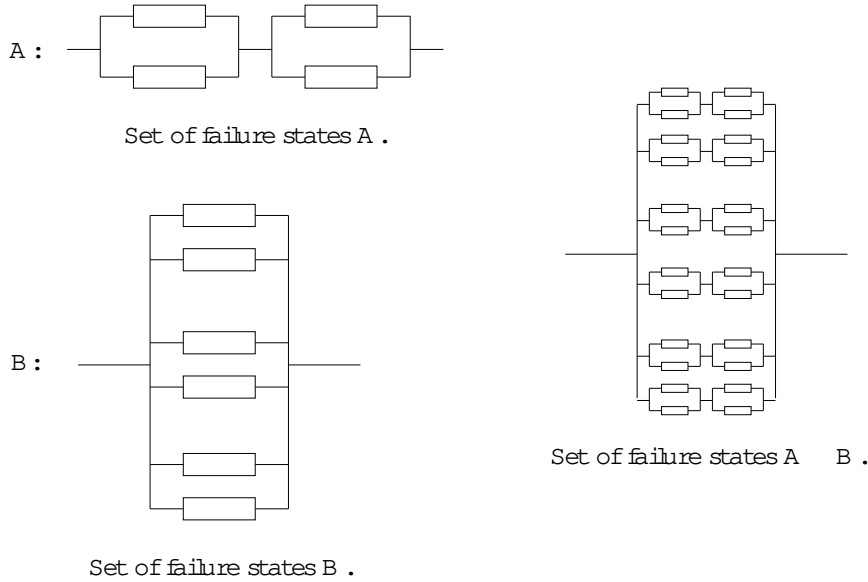 A :
Set of failure states A .
B :
Set of failure states A B .
Set of failure states B .